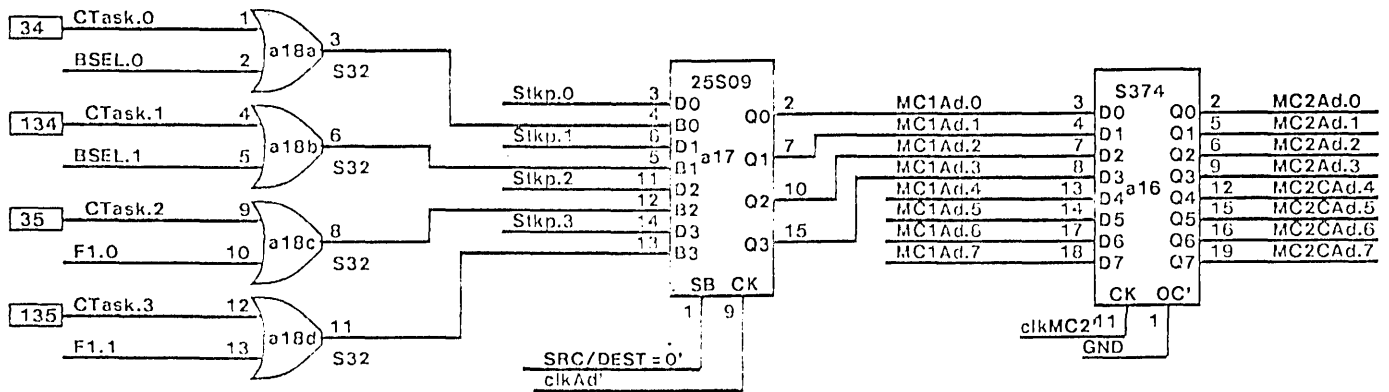 34 CTask.0 1
BSEL.0 2
a18a 3
S32
134 CTask.1 4
BSEL.1 5
a18b 6
S32
35 CTask.2 9
F1.0 10
a18c 8
S32
135 CTask.3 12
F1.1 13
a18d 11
S32
25S09
Stkp.0 3 D0
4 B0
Stkp.1 6 D1
5 B1
Stkp.2 11 D2
12 B2
Stkp.3 14 D3
13 B3
a17
Q0 2
Q1 7
Q2 10
Q3 15
SB CK
1 9
SRC/DEST=0'
clkAd'
S374
MC1Ad.0 3 D0
MC1Ad.1 4 D1
MC1Ad.2 7 D2
MC1Ad.3 8 D3
MC1Ad.4 13 D4
MC1Ad.5 14 D5
MC1Ad.6 17 D6
MC1Ad.7 18 D7
a16
Q0 2 MC2Ad.0
Q1 5 MC2Ad.1
Q2 6 MC2Ad.2
Q3 9 MC2Ad.3
Q4 12 MC2CAd.4
Q5 15 MC2CAd.5
Q6 16 MC2CAd.6
Q7 19 MC2CAd.7
CK OC'
clkMC2' 11 1
GND